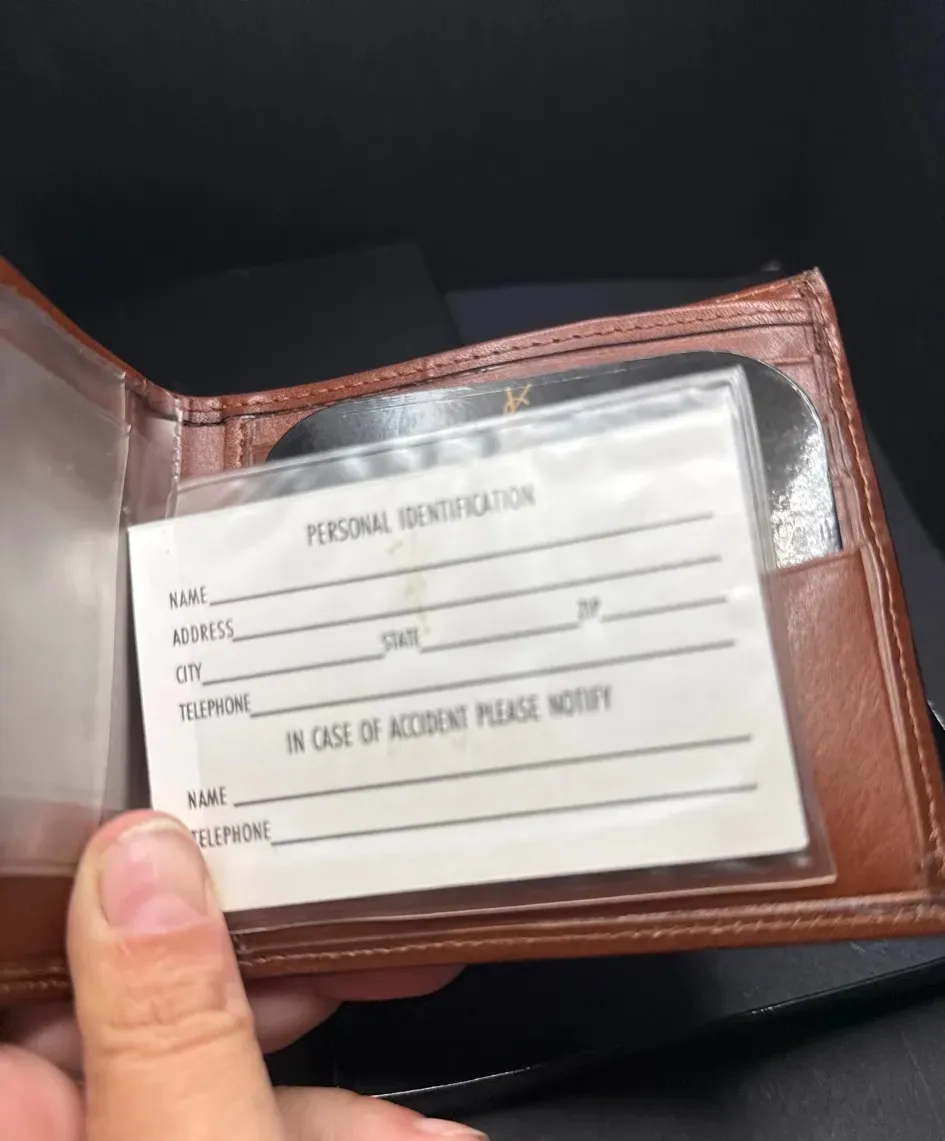 PERSONAL IDENTIFICATION
NAME
ADDRESS
CITY STATE ZIP
TELEPHONE
IN CASE OF ACCIDENT PLEASE NOTIFY
NAME
TELEPHONE